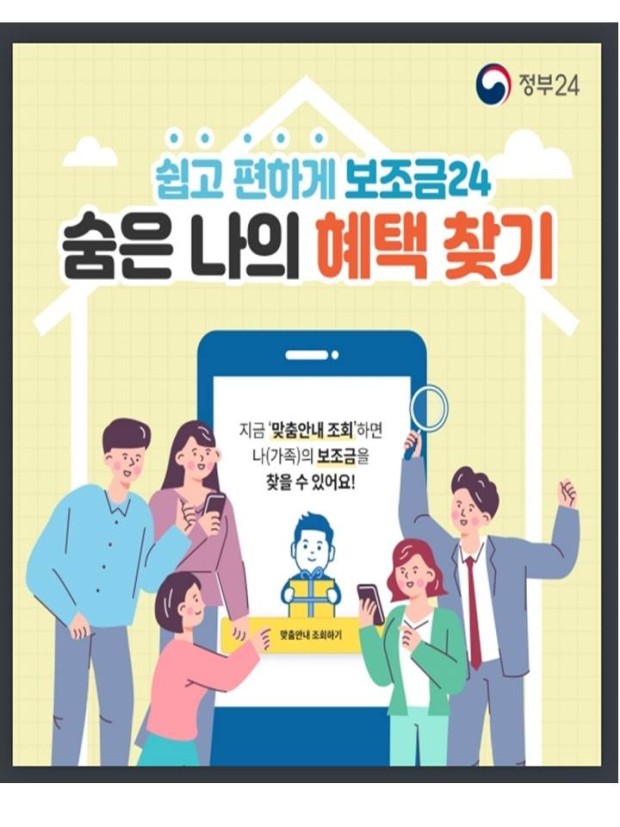 정부24
쉽고 편하게 보조금24
숨은 나의 혜택 찾기
지금 '맞춤안내 조회'하면
나(가족)의 보조금을
찾을 수 있어요!
맞춤안내 조회하기